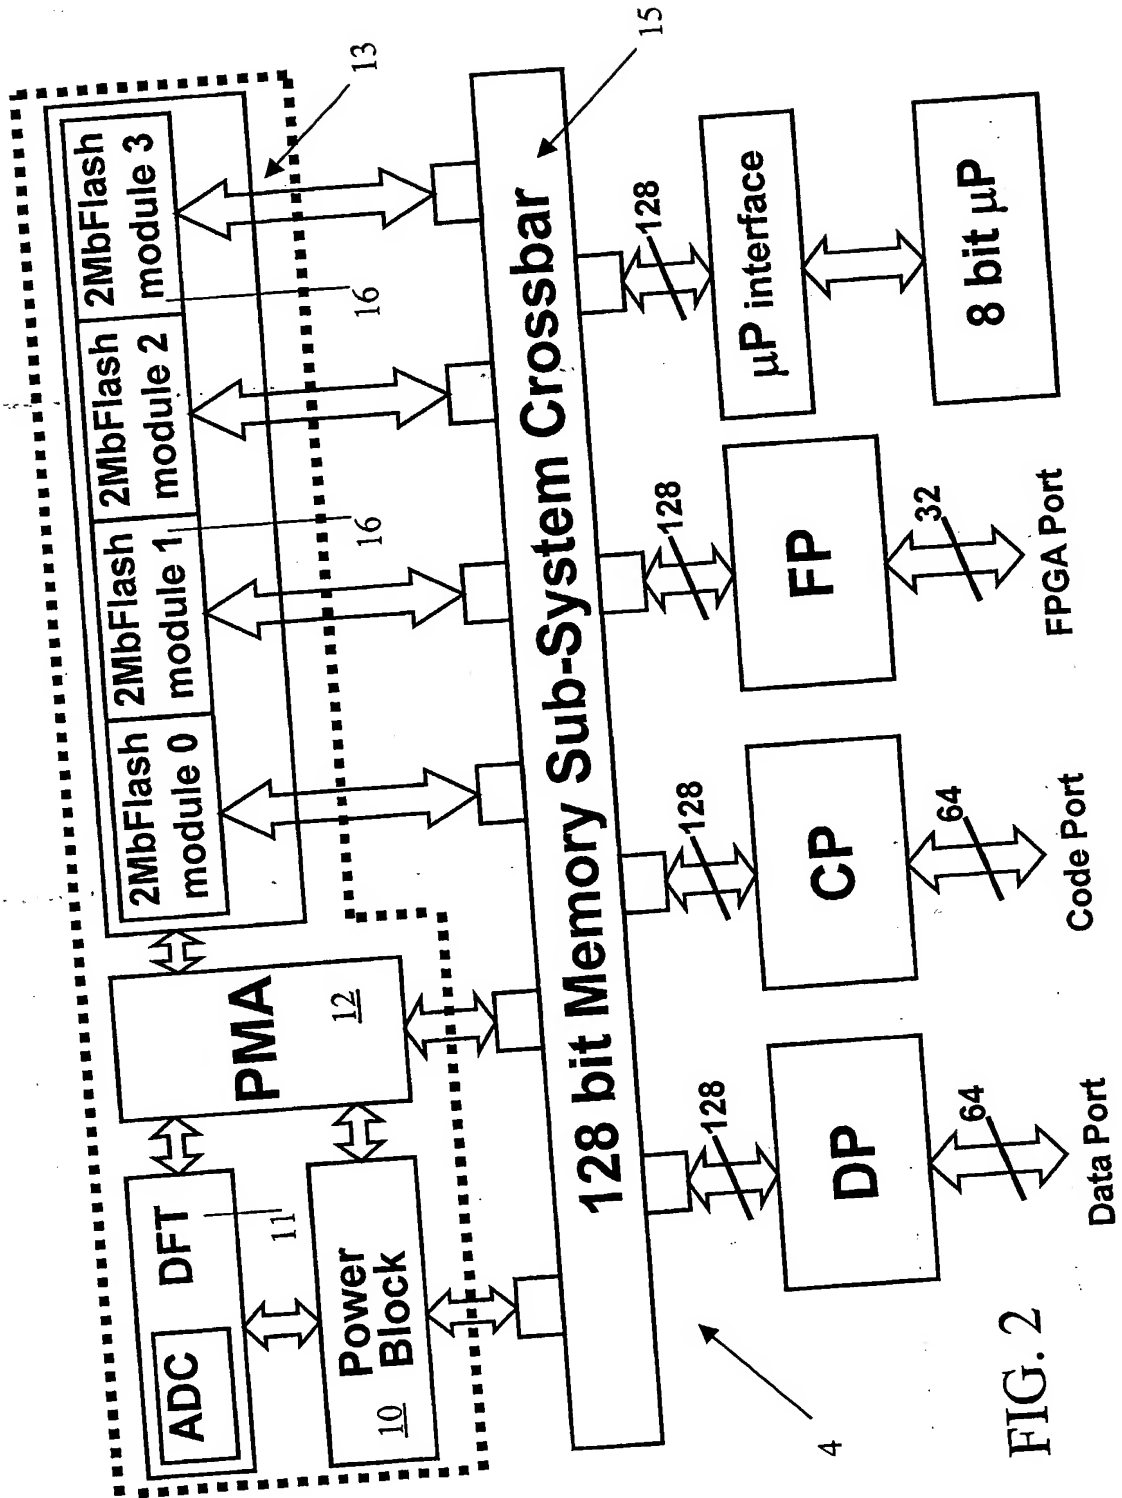 ADC
DFT
11
Power
Block
10
PMA
12
2MbFlash
module 0
2MbFlash
module 1
16
2MbFlash
module 2
2MbFlash
module 3
16
13
128 bit Memory Sub-System Crossbar
15
128
128
128
128
DP
CP
FP
µP interface
64
64
32
8 bit µP
Data Port
Code Port
FPGA Port
4
FIG. 2